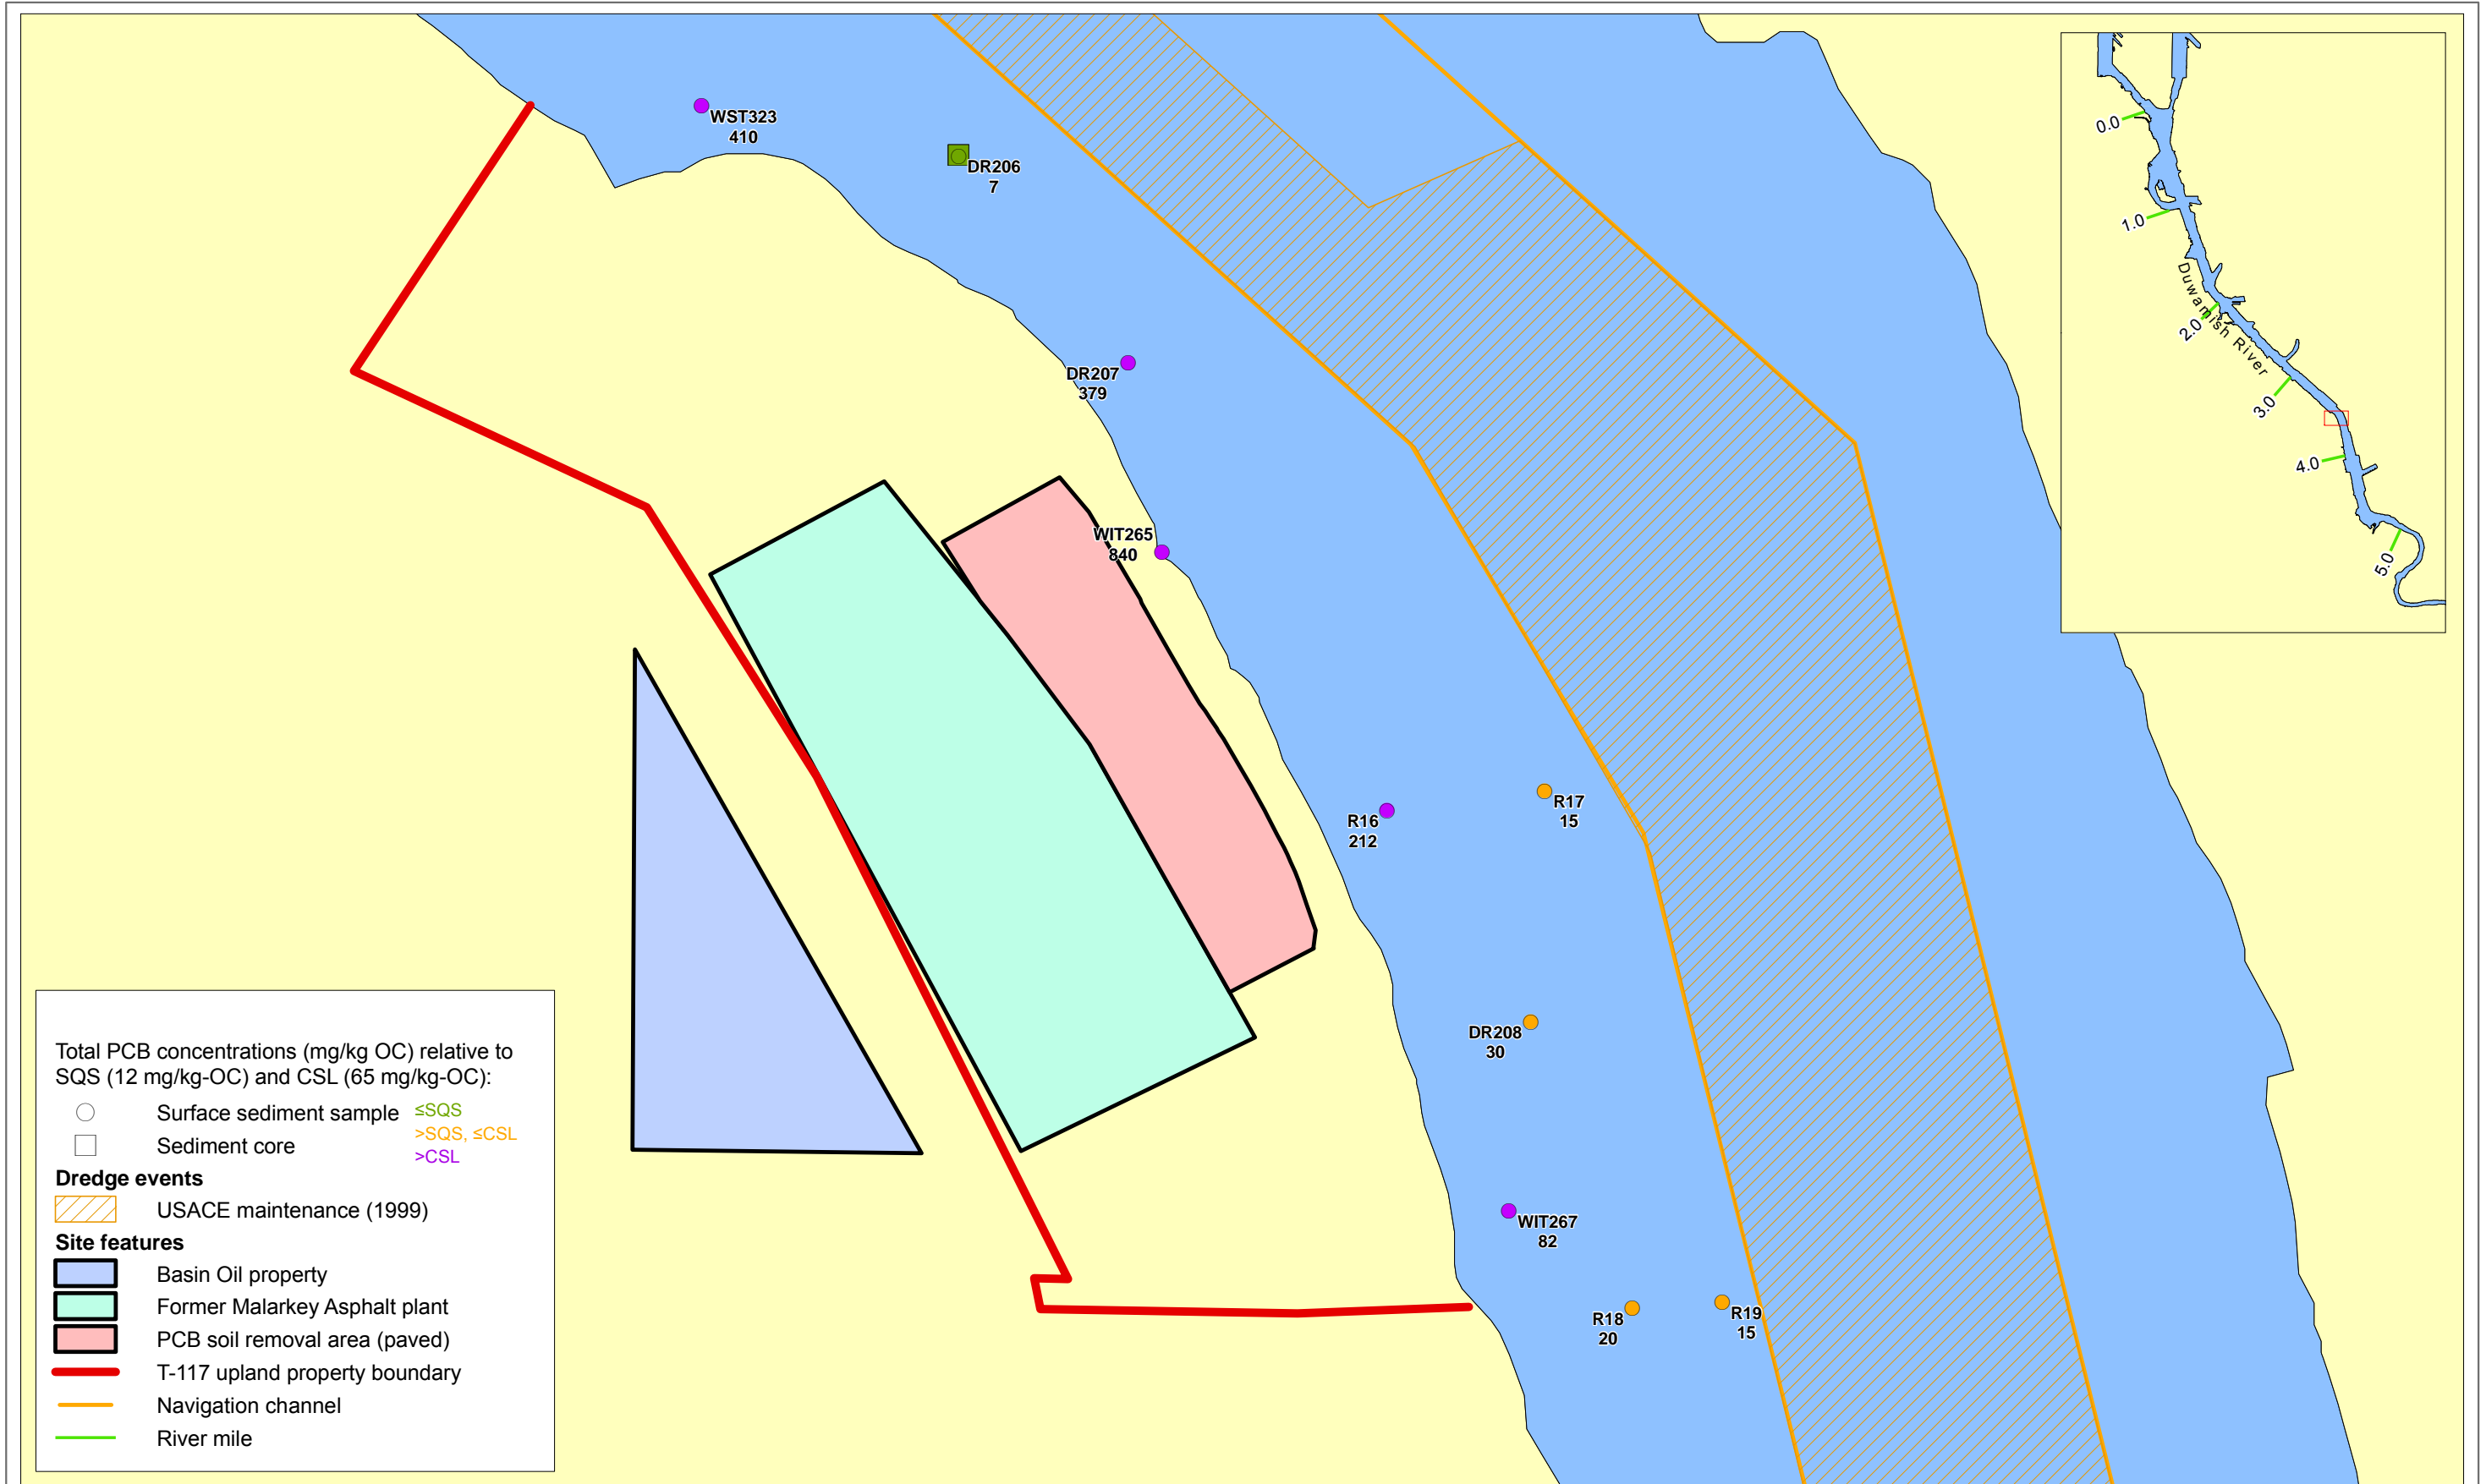 WST323
410
DR206
7
DR207
379
WIT265
840
R17
15
R16
212
DR208
30
WIT267
82
R18
20
R19
15
0.0
1.0
Duwamish River
2.0
3.0
4.0
5.0
Total PCB concentrations (mg/kg OC) relative to
SQS (12 mg/kg-OC) and CSL (65 mg/kg-OC):
Surface sediment sample ≤SQS
>SQS, ≤CSL
Sediment core
>CSL
Dredge events
USACE maintenance (1999)
Site features
Basin Oil property
Former Malarkey Asphalt plant
PCB soil removal area (paved)
T-117 upland property boundary
Navigation channel
River mile